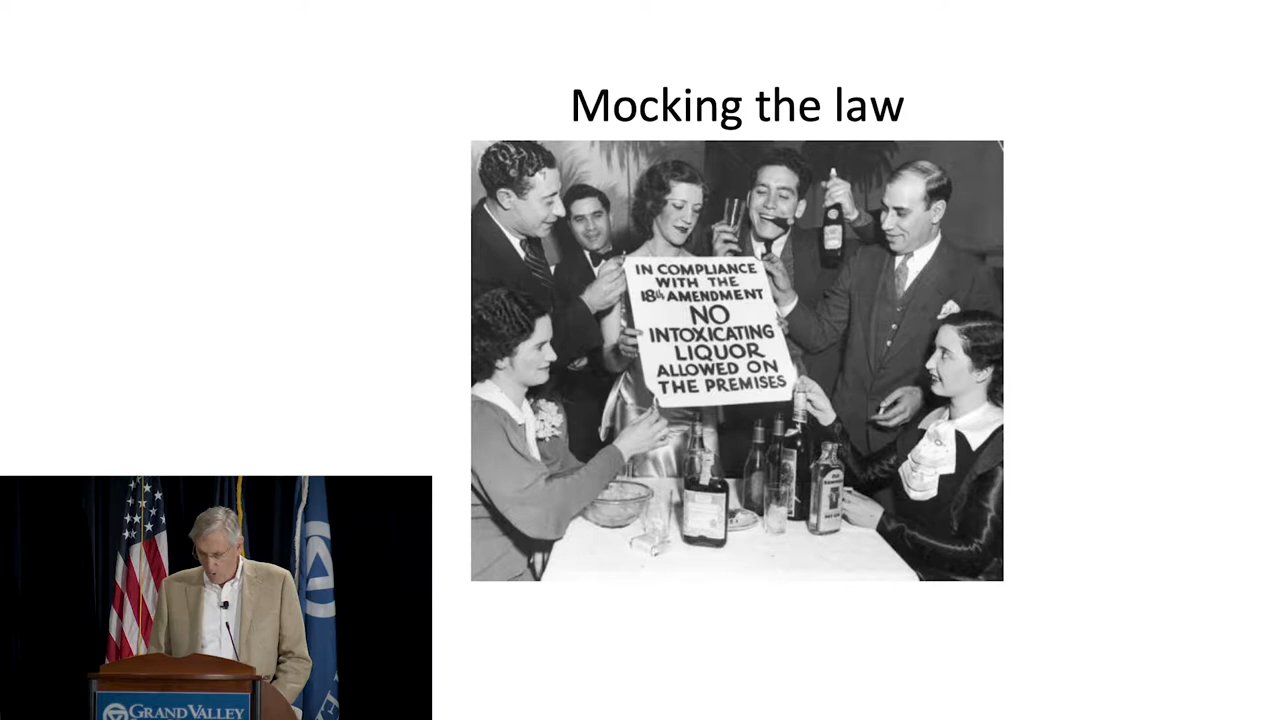 Mocking the law
IN COMPLIANCE
WITH THE
18th AMENDMENT
NO
INTOXICATING
LIQUOR
ALLOWED ON
THE PREMISES
GRAND VALLEY